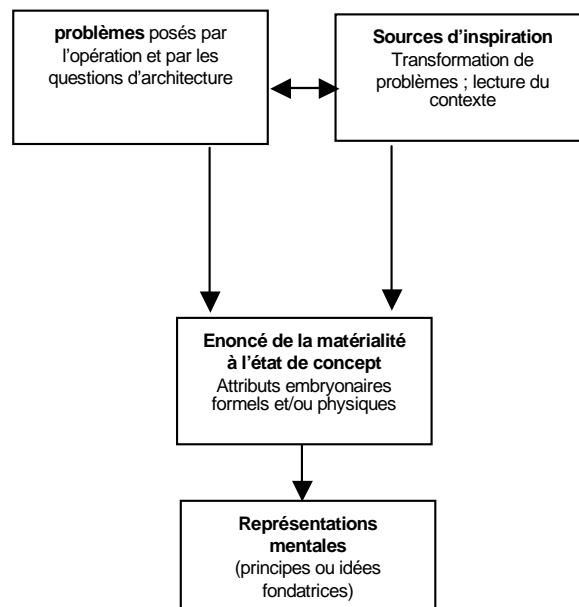 problèmes posés par
l'opération et par les
questions d'architecture
Sources d'inspiration
Transformation de
problèmes ; lecture du
contexte
Enoncé de la matérialité
à l'état de concept
Attributs embryonaires
formels et/ou physiques
Représentations
mentales
(principes ou idées
fondatrices)